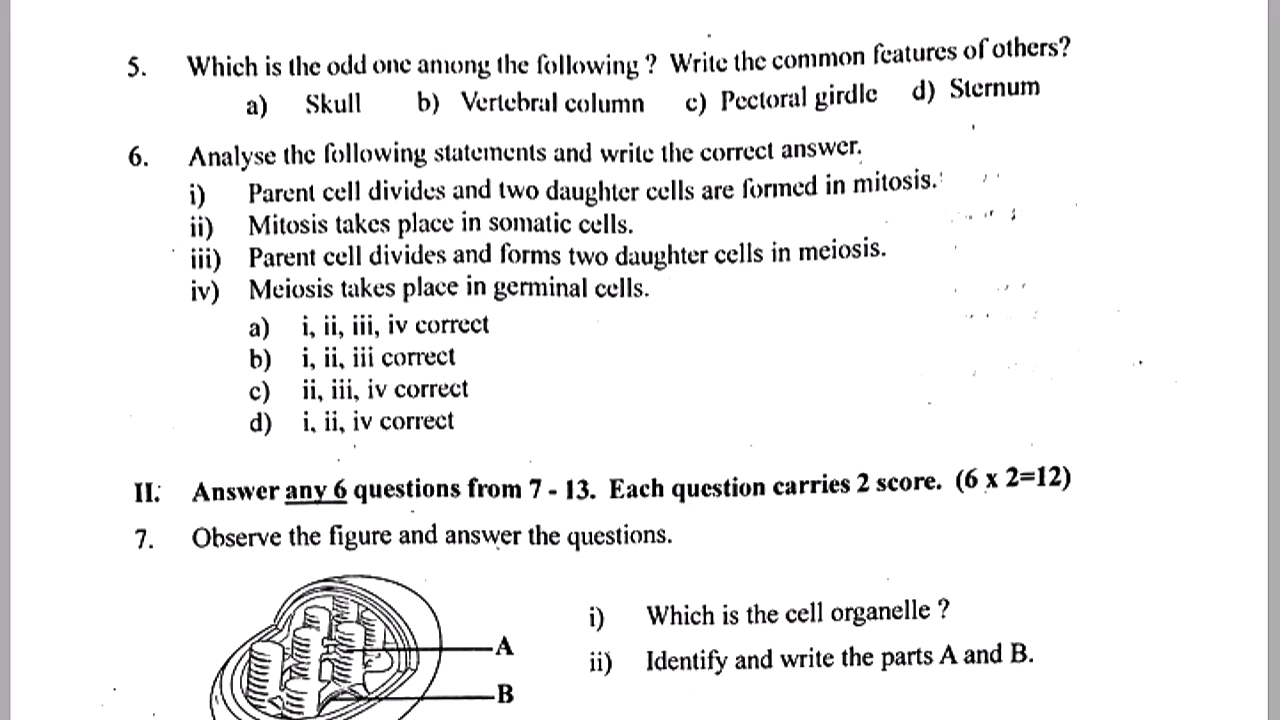 5. Which is the odd one among the following ? Write the common features of others?
a) Skull b) Vertebral column c) Pectoral girdle d) Sternum
6. Analyse the following statements and write the correct answer.
i) Parent cell divides and two daughter cells are formed in mitosis.
ii) Mitosis takes place in somatic cells.
iii) Parent cell divides and forms two daughter cells in meiosis.
iv) Meiosis takes place in germinal cells.
a) i, ii, iii, iv correct
b) i, ii, iii correct
c) ii, iii, iv correct
d) i, ii, iv correct
II. Answer any 6 questions from 7 - 13. Each question carries 2 score. (6 x 2=12)
7. Observe the figure and answer the questions.
i) Which is the cell organelle ?
A
ii) Identify and write the parts A and B.
B